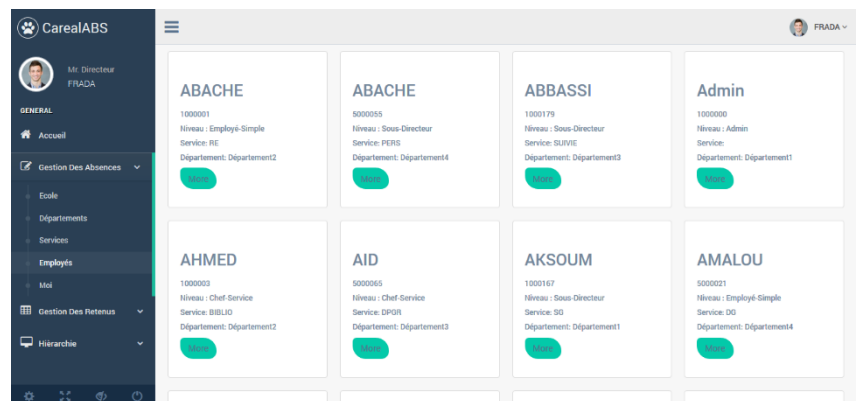 CarealABS
Mr. Directeur
FRADA
GENERAL
Accueil
Gestion Des Absences
Ecole
Départements
Services
Employés
Moi
Gestion Des Retenus
Hiérarchie
FRADA
ABACHE
1000001
Niveau : Employé-Simple
Service: RE
Département: Département2
More
ABACHE
5000055
Niveau : Sous-Directeur
Service: PERS
Département: Département4
More
ABBASSI
1000179
Niveau : Sous-Directeur
Service: SUIVIE
Département: Département3
More
Admin
1000000
Niveau : Admin
Service:
Département: Département1
More
AHMED
1000003
Niveau : Chef-Service
Service: BIBLIO
Département: Département2
More
AID
5000065
Niveau : Chef-Service
Service: DPGR
Département: Département3
More
AKSOUM
1000167
Niveau : Sous-Directeur
Service: SG
Département: Département1
More
AMALOU
5000021
Niveau : Employé-Simple
Service: DG
Département: Département4
More